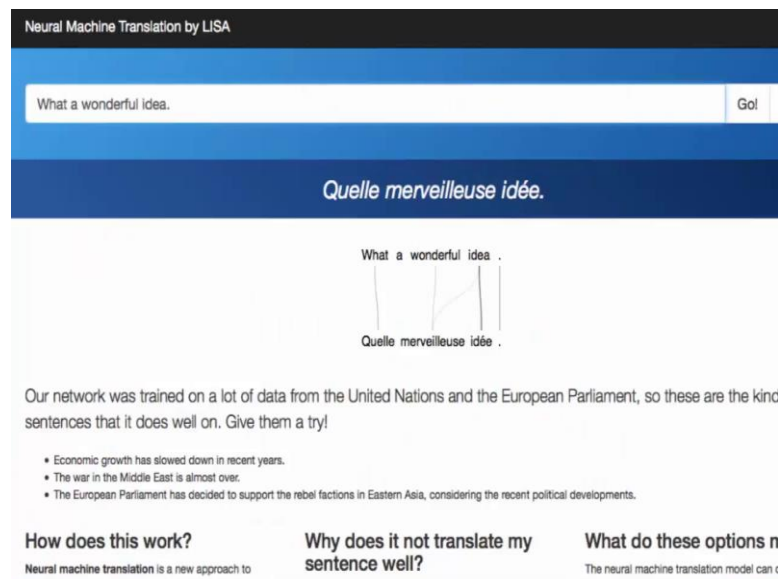 Neural Machine Translation by LISA
What a wonderful idea.
Go!
Quelle merveilleuse idée.
What a wonderful idea .
Quelle merveilleuse idée .
Our network was trained on a lot of data from the United Nations and the European Parliament, so these are the kind
sentences that it does well on. Give them a try!
• Economic growth has slowed down in recent years.
• The war in the Middle East is almost over.
• The European Parliament has decided to support the rebel factions in Eastern Asia, considering the recent political developments.
How does this work?
Neural machine translation is a new approach to
Why does it not translate my
sentence well?
What do these options
The neural machine translation model can